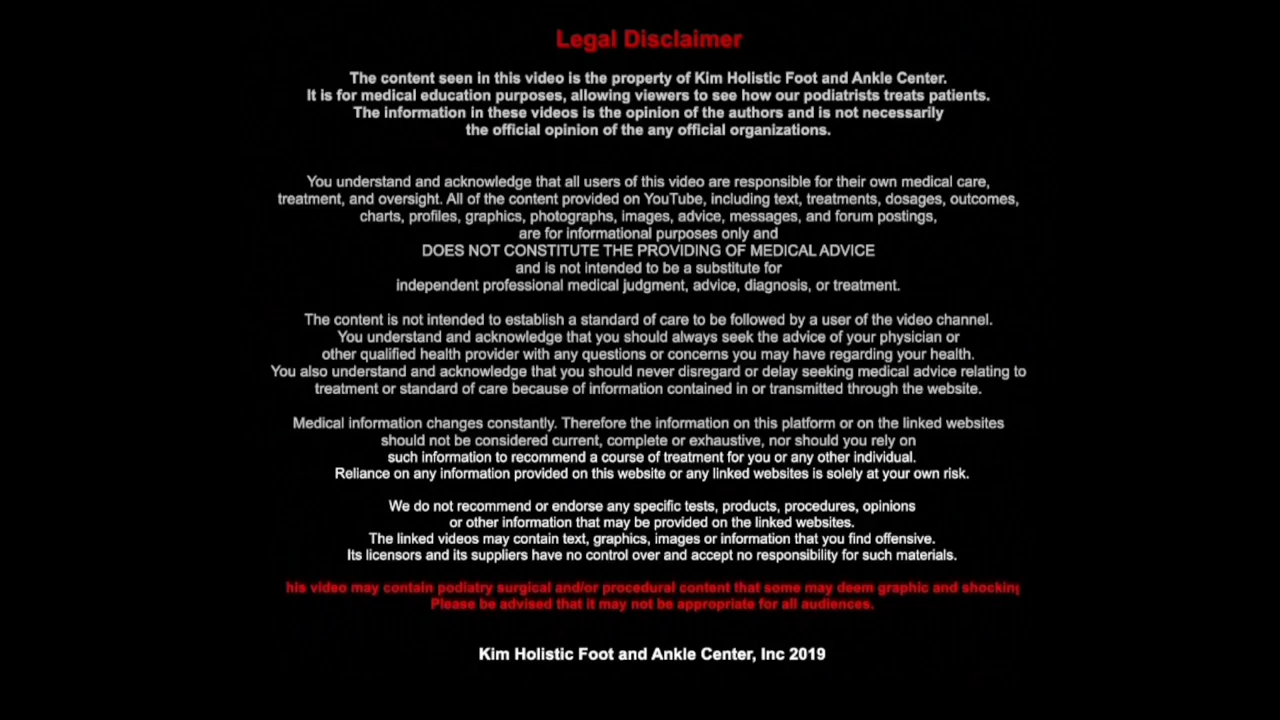 Legal Disclaimer
The content seen in this video is the property of Kim Holistic Foot and Ankle Center.
It is for medical education purposes, allowing viewers to see how our podiatrists treats patients.
The information in these videos is the opinion of the authors and is not necessarily
the official opinion of the any official organizations.
You understand and acknowledge that all users of this video are responsible for their own medical care,
treatment, and oversight. All of the content provided on YouTube, including text, treatments, dosages, outcomes,
charts, profiles, graphics, photographs, images, advice, messages, and forum postings,
are for informational purposes only and
DOES NOT CONSTITUTE THE PROVIDING OF MEDICAL ADVICE
and is not intended to be a substitute for
independent professional medical judgment, advice, diagnosis, or treatment.
The content is not intended to establish a standard of care to be followed by a user of the video channel.
You understand and acknowledge that you should always seek the advice of your physician or
other qualified health provider with any questions or concerns you may have regarding your health.
You also understand and acknowledge that you should never disregard or delay seeking medical advice relating to
treatment or standard of care because of information contained in or transmitted through the website.
Medical information changes constantly. Therefore the information on this platform or on the linked websites
should not be considered current, complete or exhaustive, nor should you rely on
such information to recommend a course of treatment for you or any other individual.
Reliance on any information provided on this website or any linked websites is solely at your own risk.
We do not recommend or endorse any specific tests, products, procedures, opinions
or other information that may be provided on the linked websites.
The linked videos may contain text, graphics, images or information that you find offensive.
Its licensors and its suppliers have no control over and accept no responsibility for such materials.
his video may contain podiatry surgical and/or procedural content that some may deem graphic and shocking
Please be advised that it may not be appropriate for all audiences.
Kim Holistic Foot and Ankle Center, Inc 2019